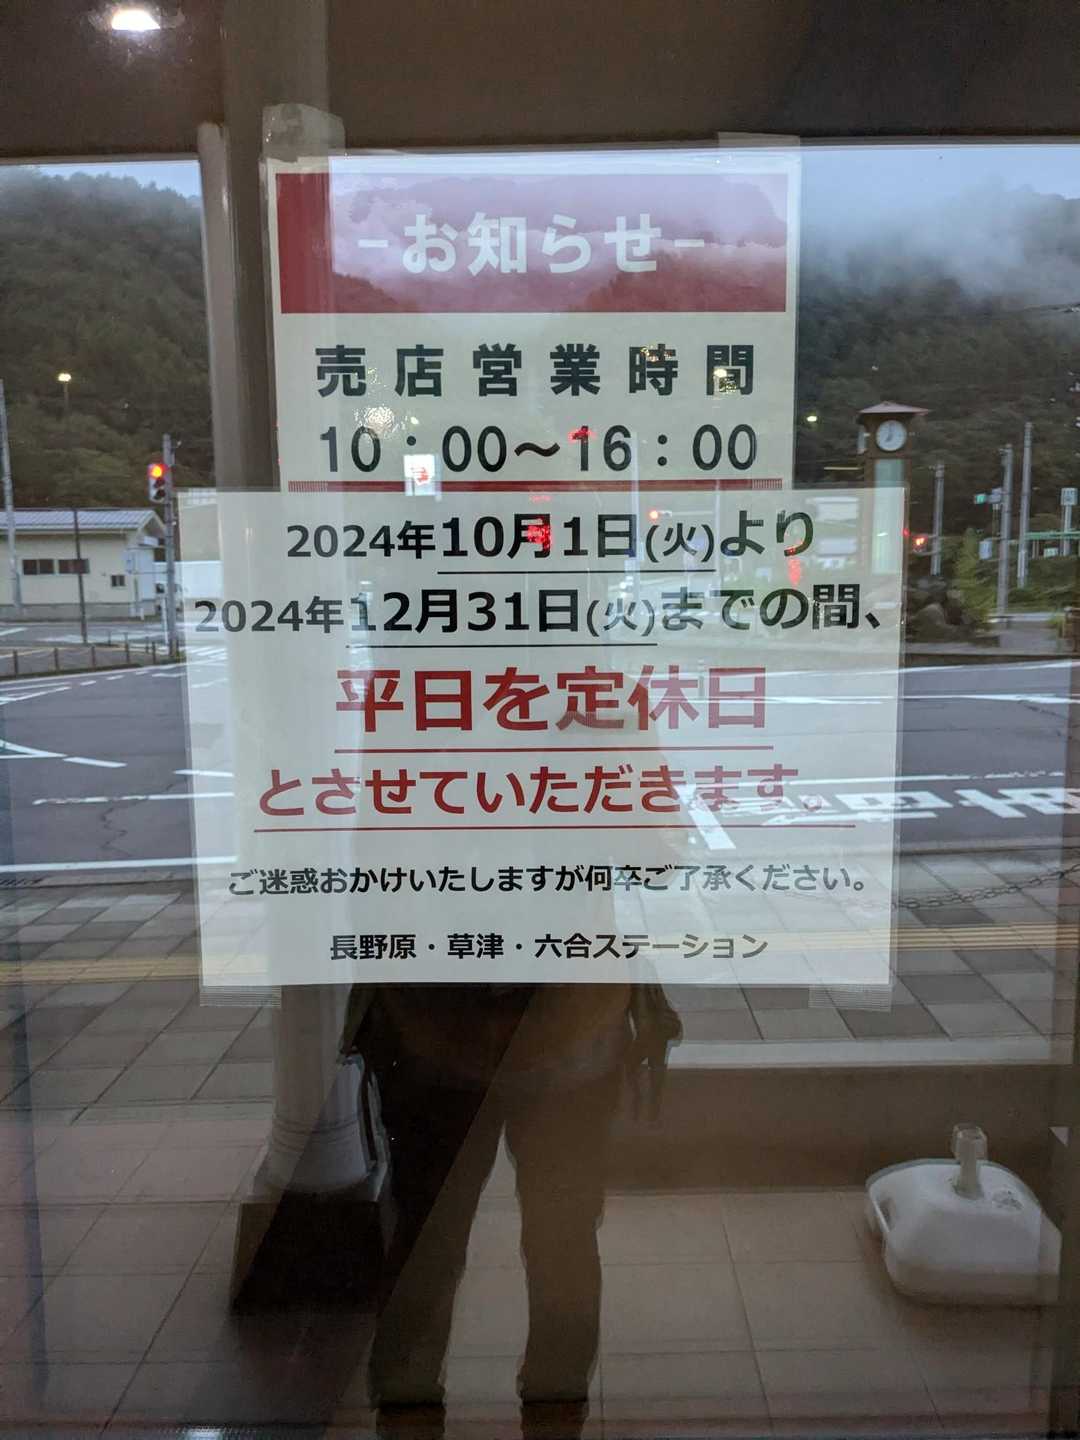 -お知らせ-
売店営業時間
10:00～16:00
2024年10月1日(火)より
2024年12月31日(火)までの間、
平日を定休日
とさせていただきます。
ご迷惑おかけいたしますが何卒ご了承ください。
長野原・草津・六合ステーション